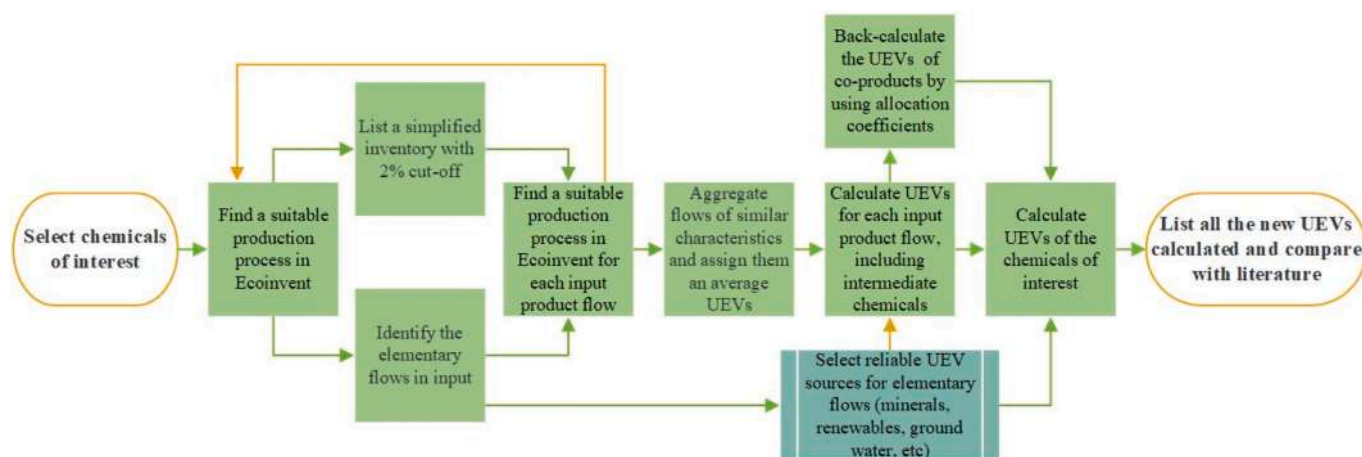 Select chemicals
of interest
Find a suitable
production
process in
Ecoinvent
List a simplified
inventory with
2% cut-off
Identify the
elementary
flows in input
Find a suitable
production
process in
Ecoinvent for
each input
product flow
Aggregate
flows of similar
characteristics
and assign them
an average
UEVs
Back-calculate
the UEVs of
co-products by
using allocation
coefficients
Calculate UEVs
for each input
product flow,
including
intermediate
chemicals
Select reliable UEV
sources for elementary
flows (minerals,
renewables, ground
water, etc)
Calculate
UEVs of the
chemicals of
interest
List all the new UEVs
calculated and compare
with literature